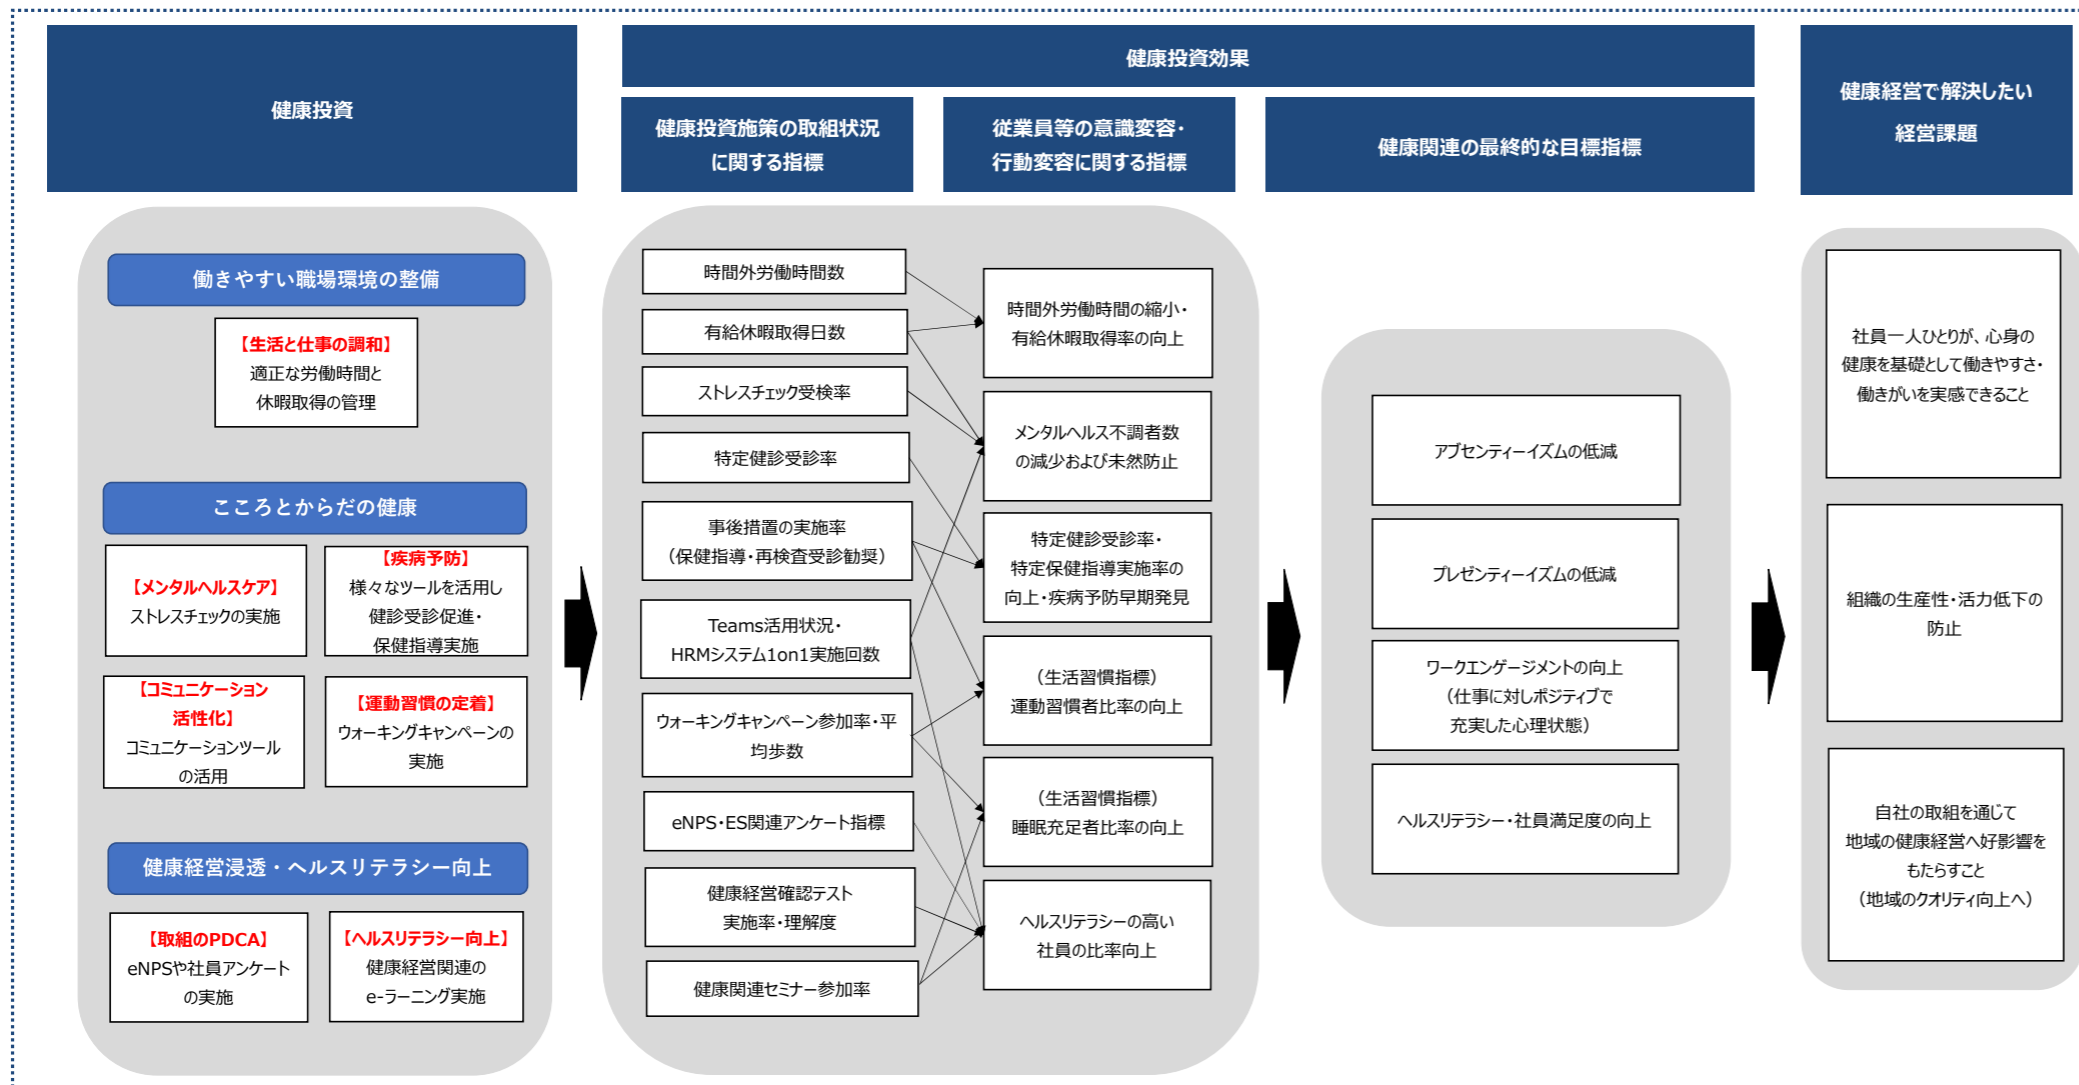 健康投資
健康投資効果
健康投資施策の取組状況
に関する指標
従業員等の意識変容・
行動変容に関する指標
健康関連の最終的な目標指標
健康経営で解決したい
経営課題
働きやすい職場環境の整備
【生活と仕事の調和】
適正な労働時間と
休暇取得の管理
こころとからだの健康
【メンタルヘルスケア】
ストレスチェックの実施
【疾病予防】
様々なツールを活用し
健診受診促進・
保健指導実施
【コミュニケーション
活性化】
コミュニケーションツール
の活用
【運動習慣の定着】
ウォーキングキャンペーンの
実施
健康経営浸透・ヘルスリテラシー向上
【取組のPDCA】
eNPSや社員アンケート
の実施
【ヘルスリテラシー向上】
健康経営関連の
e-ラーニング実施
時間外労働時間数
有給休暇取得日数
ストレスチェック受検率
特定健診受診率
事後措置の実施率
（保健指導・再検査受診勧奨）
Teams活用状況・
HRMシステム1on1実施回数
ウォーキングキャンペーン参加率・平
均歩数
eNPS・ES関連アンケート指標
健康経営確認テスト
実施率・理解度
健康関連セミナー参加率
時間外労働時間の縮小・
有給休暇取得率の向上
メンタルヘルス不調者数
の減少および未然防止
特定健診受診率・
特定保健指導実施率の
向上・疾病予防早期発見
（生活習慣指標）
運動習慣者比率の向上
（生活習慣指標）
睡眠充足者比率の向上
ヘルスリテラシーの高い
社員の比率向上
アブセンティーイズムの低減
プレゼンティーイズムの低減
ワークエンゲージメントの向上
（仕事に対しポジティブで
充実した心理状態）
ヘルスリテラシー・社員満足度の向上
社員一人ひとりが、心身の
健康を基礎として働きやすさ・
働きがいを実感できること
組織の生産性・活力低下の
防止
自社の取組を通じて
地域の健康経営へ好影響を
もたらすこと
（地域のクオリティ向上へ）